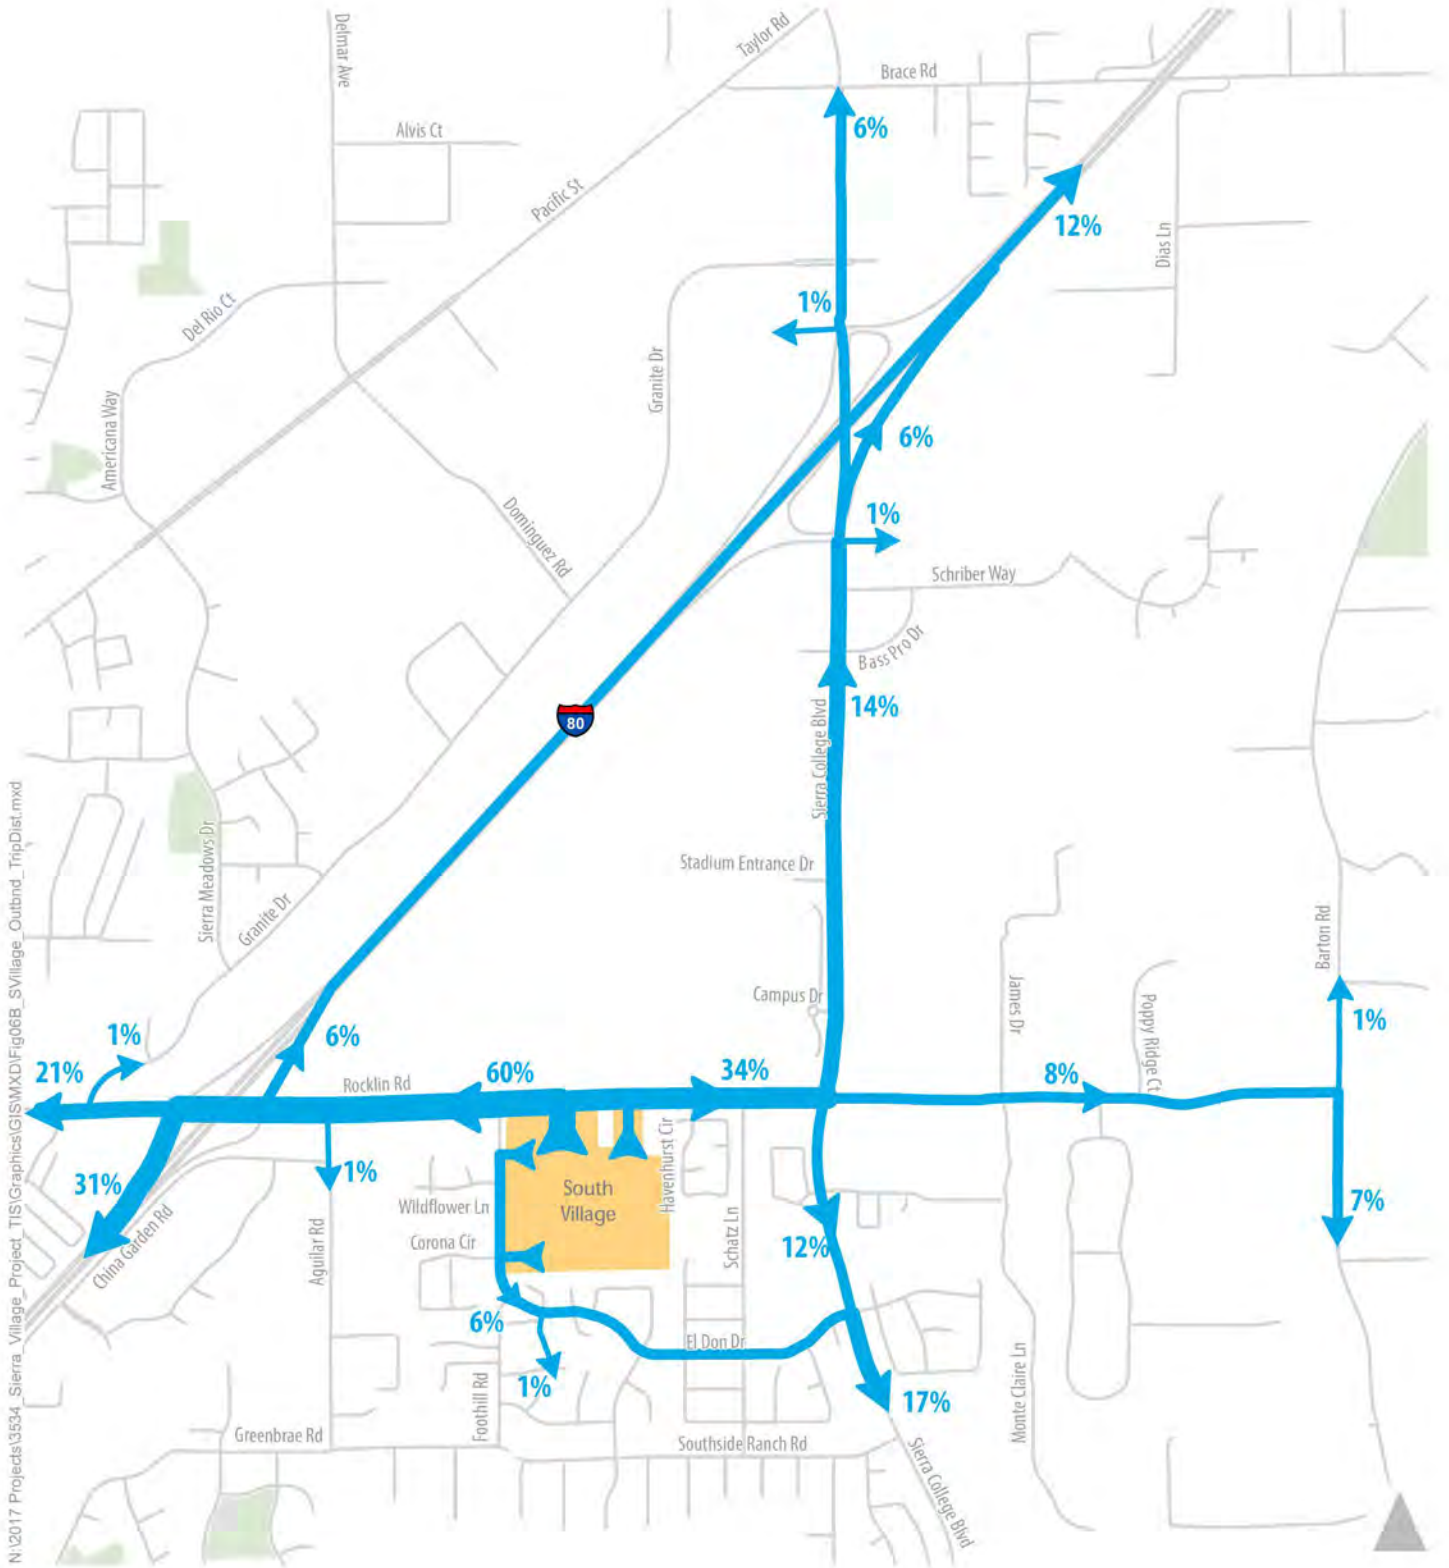 Delmar Ave
Taylor Rd
Brace Rd
6%
Alvis Ct
Pacific St
12%
Dias Ln
1%
Del Rio Ct
Granite Dr
Americana Way
6%
1%
Dominguez Rd
Schriber Way
Bass Pro Dr
80
14%
Sierra College Blvd
Stadium Entrance Dr
Sierra Meadows Dr
Granite Dr
Barton Rd
Campus Dr
James Dr
Poppy Ridge Ct
1%
1%
6%
21%
Rocklin Rd
60%
34%
8%
31%
1%
South
Village
Havenhurst Cir
7%
Wildflower Ln
China Garden Rd
Aguilar Rd
Corona Cir
Schatz Ln
12%
6%
El Don Dr
1%
Foothill Rd
17%
Monte Claire Ln
Greenbrae Rd
Southside Ranch Rd
Sierra College Blvd
N:\2017 Projects\3534_Sierra_Village_Project_TIS\Graphics\GIS\MXD\Fig06B_SVillage_Outbnd_TripDist.mxd